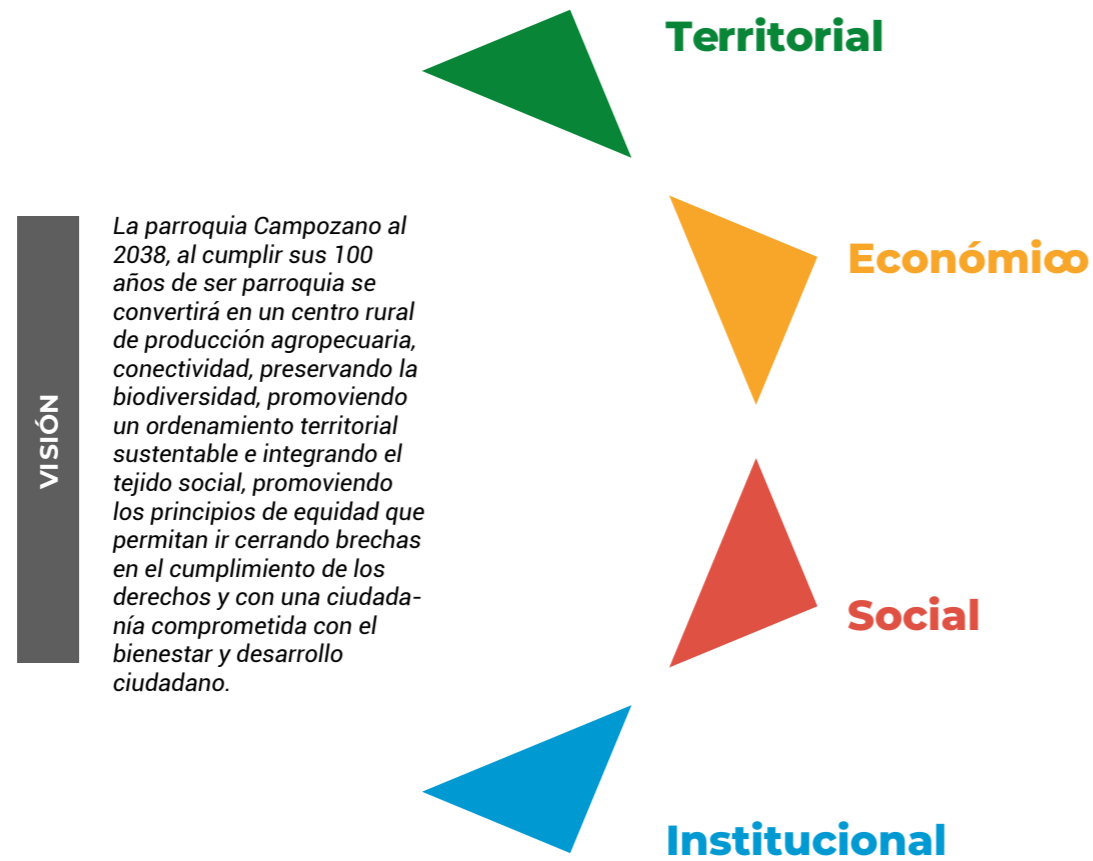 Territorial
Económico
VISIÓN
La parroquia Campozano al
2038, al cumplir sus 100
años de ser parroquia se
convertirá en un centro rural
de producción agropecuaria,
conectividad, preservando la
biodiversidad, promoviendo
un ordenamiento territorial
sustentable e integrando el
tejido social, promoviendo
los principios de equidad que
permitan ir cerrando brechas
en el cumplimiento de los
derechos y con una ciudada-
nía comprometida con el
bienestar y desarrollo
ciudadano.
Social
Institucional